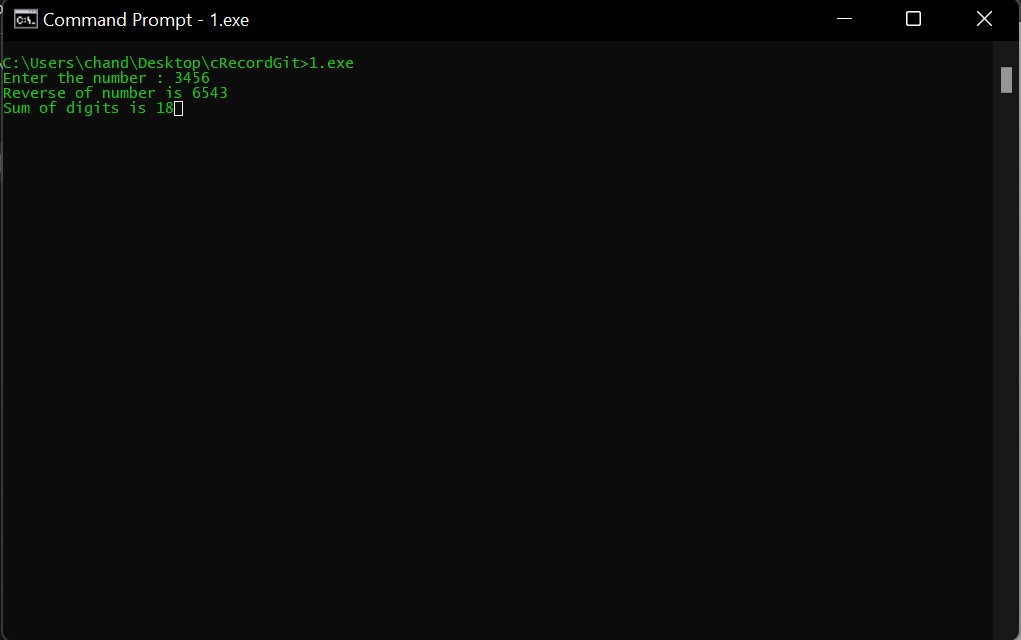 Command Prompt - 1.exe
C:\Users\chand\Desktop\cRecordGit>1.exe
Enter the number : 3456
Reverse of number is 6543
Sum of digits is 18